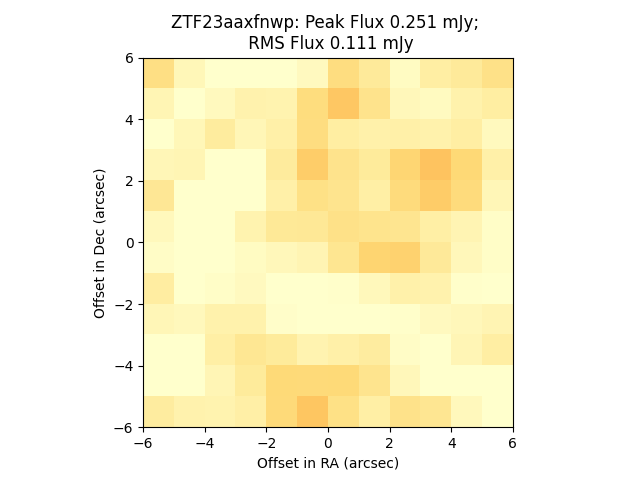 ZTF23aaxfnwp: Peak Flux 0.251 mJy;
RMS Flux 0.111 mJy
6
4
2
0
−2
−4
−6
Offset in Dec (arcsec)
−6 −4 −2 0 2 4 6
Offset in RA (arcsec)